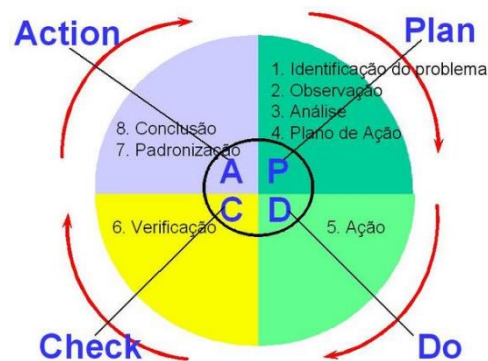 Action
Plan
1. Identificação do problema
2. Observação
3. Análise
4. Plano de Ação
8. Conclusão
7. Padronização
A P
C D
6. Verificação
5. Ação
Check
Do